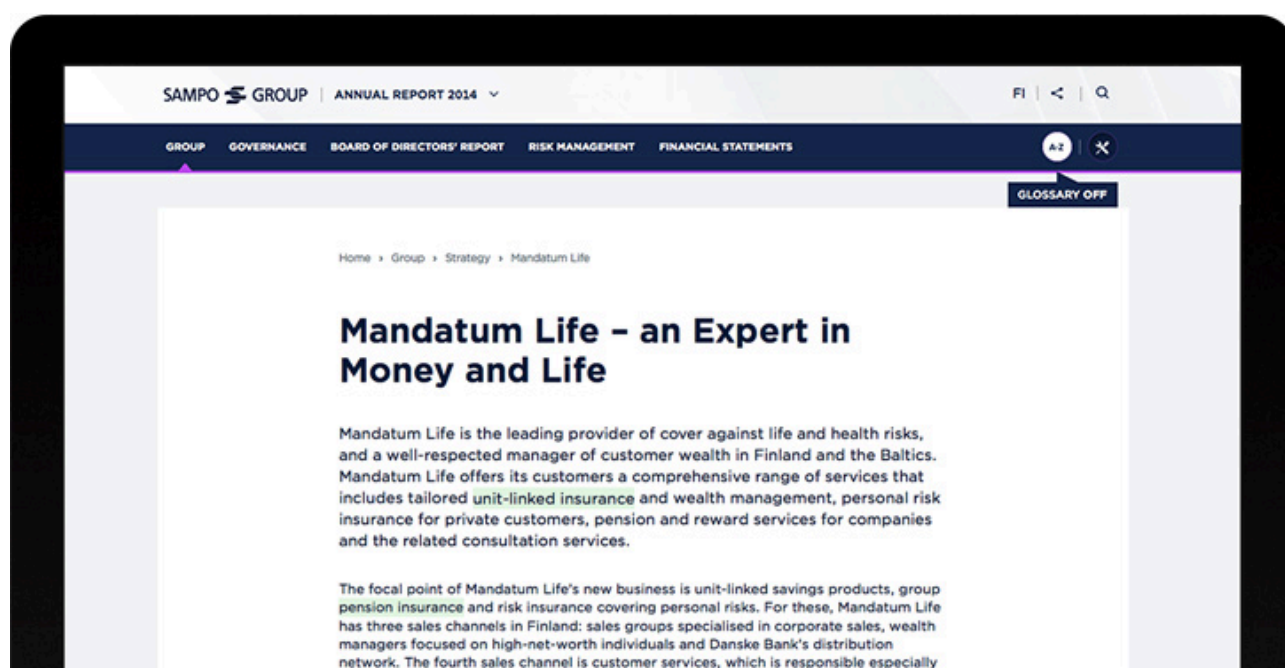 SAMPO GROUP | ANNUAL REPORT 2014
FI
GROUP GOVERNANCE BOARD OF DIRECTORS' REPORT RISK MANAGEMENT FINANCIAL STATEMENTS
A-Z
GLOSSARY OFF
Home › Group › Strategy › Mandatum Life
Mandatum Life – an Expert in
Money and Life
Mandatum Life is the leading provider of cover against life and health risks,
and a well-respected manager of customer wealth in Finland and the Baltics.
Mandatum Life offers its customers a comprehensive range of services that
includes tailored unit-linked insurance and wealth management, personal risk
insurance for private customers, pension and reward services for companies
and the related consultation services.
The focal point of Mandatum Life's new business is unit-linked savings products, group
pension insurance and risk insurance covering personal risks. For these, Mandatum Life
has three sales channels in Finland: sales groups specialised in corporate sales, wealth
managers focused on high-net-worth individuals and Danske Bank's distribution
network. The fourth sales channel is customer services, which is responsible especially